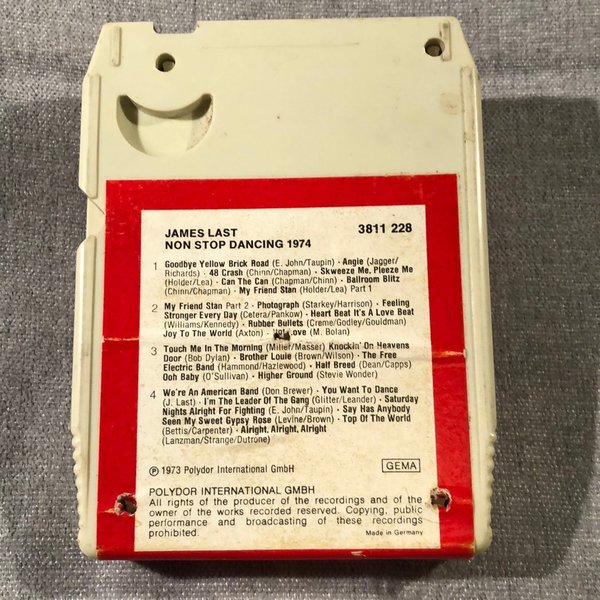 JAMES LAST 3811 228
NON STOP DANCING 1974
1 Goodbye Yellow Brick Road (E. John/Taupin) · Angie (Jagger/
Richards) · 48 Crash (Chinn/Chapman) · Skweeze Me, Pleeze Me
(Holder/Lea) · Can The Can (Chapman/Chinn) · Ballroom Blitz
(Chinn/Chapman) · My Friend Stan (Holder/Lea) Part 1
2 My Friend Stan Part 2 · Photograph (Starkey/Harrison) · Feeling
Stronger Every Day (Cetera/Pankow) · Heart Beat It's A Love Beat
(Williams/Kennedy) · Rubber Bullets (Creme/Godley/Gouldman)
Joy To The World (Axton) · Love (M. Bolan)
3 Touch Me In The Morning (Miller/Masser) Knockin' On Heavens
Door (Bob Dylan) · Brother Louie (Brown/Wilson) · The Free
Electric Band (Hammond/Hazlewood) · Half Breed (Dean/Capps)
Ooh Baby (O'Sullivan) · Higher Ground (Stevie Wonder)
4 We're An American Band (Don Brewer) · You Want To Dance
(J. Last) · I'm The Leader Of The Gang (Glitter/Leander) · Saturday
Nights Alright For Fighting (E. John/Taupin) · Say Has Anybody
Seen My Sweet Gypsy Rose (Levine/Brown) · Top Of The World
(Bettis/Carpenter) · Alright, Alright, Alright
(Lanzman/Strange/Dutronc)
℗ 1973 Polydor International GmbH GEMA
POLYDOR INTERNATIONAL GMBH
All rights of the producer of the recordings and of the
owner of the works recorded reserved. Copying, public
performance and broadcasting of these recordings
prohibited. Made in Germany